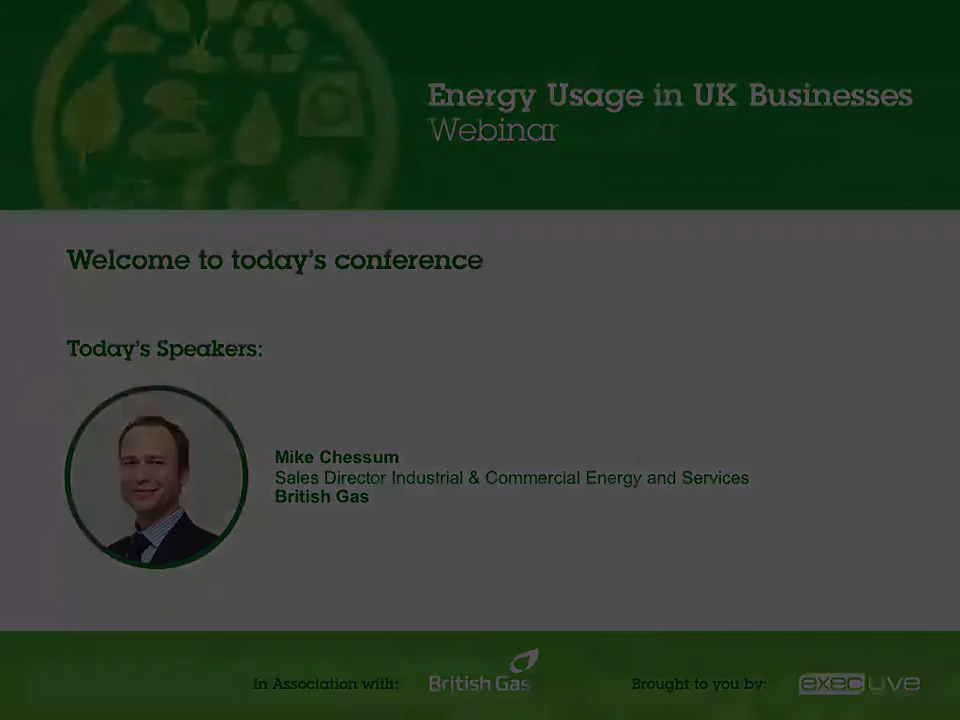 Energy Usage in UK Businesses
Webinar
Welcome to today's conference
Today's Speakers:
Mike Chessum
Sales Director Industrial & Commercial Energy and Services
British Gas
In Association with:
British Gas
Brought to you by:
execLIVE